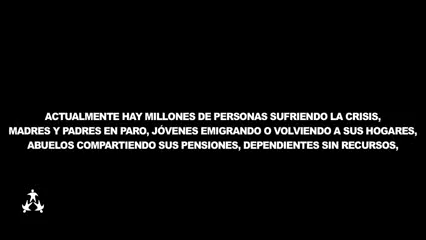 ACTUALMENTE HAY MILLONES DE PERSONAS SUFRIENDO LA CRISIS,
MADRES Y PADRES EN PARO, JÓVENES EMIGRANDO O VOLVIENDO A SUS HOGARES,
ABUELOS COMPARTIENDO SUS PENSIONES, DEPENDIENTES SIN RECURSOS,